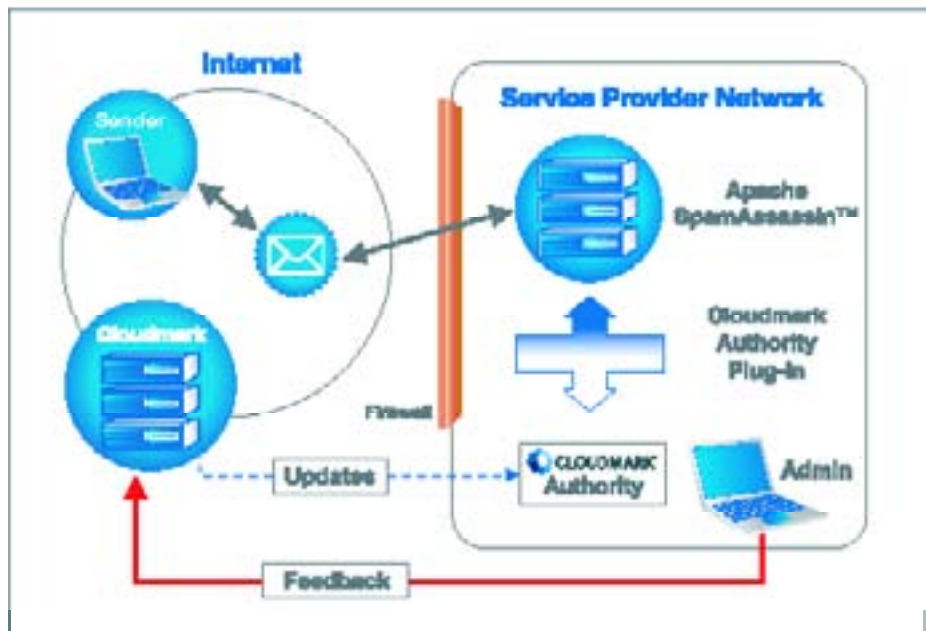 Internet
Service Provider Network
Sender
Apache
SpamAssassin™
Cloudmark
Cloudmark
Authority
Plug-in
Firewall
Updates
CLOUDMARK
Authority
Admin
Feedback